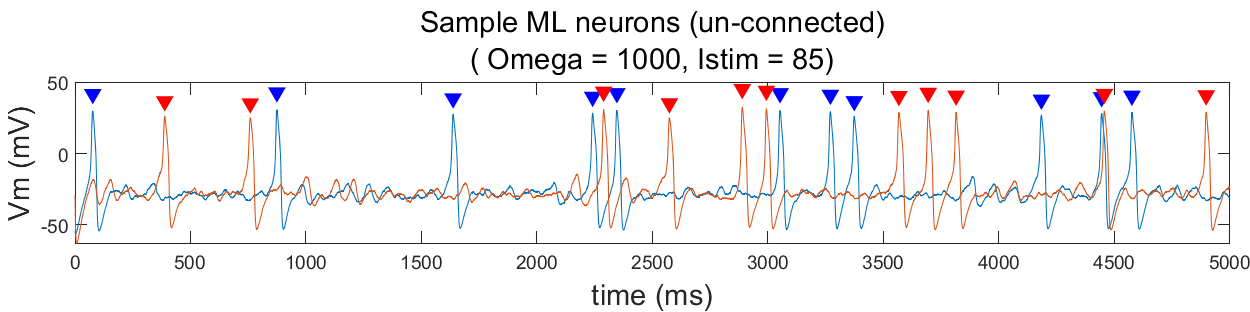 Sample ML neurons (un-connected)
( Omega = 1000, Istim = 85)
50
0
-50
Vm (mV)
0 500 1000 1500 2000 2500 3000 3500 4000 4500 5000
time (ms)